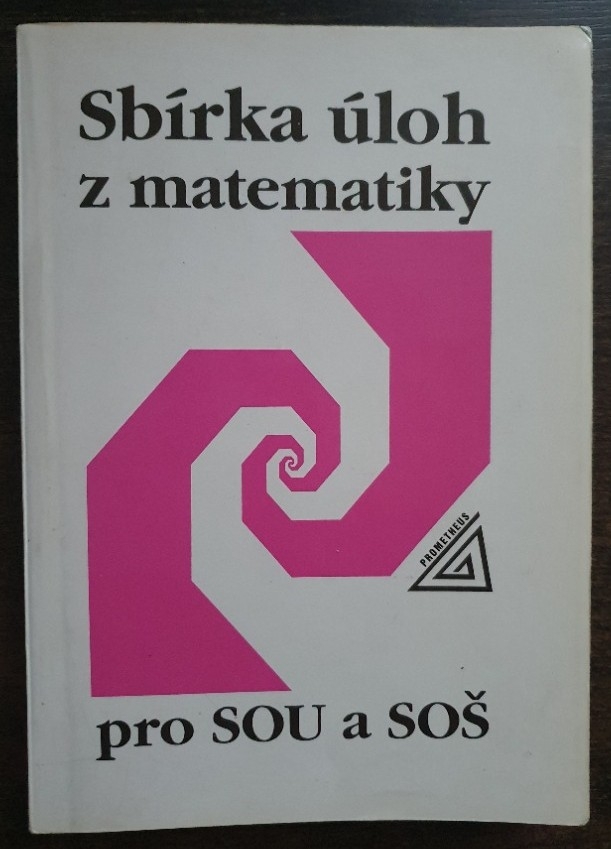 Sbírka úloh
z matematiky
PROMETHEUS
pro SOU a SOŠ